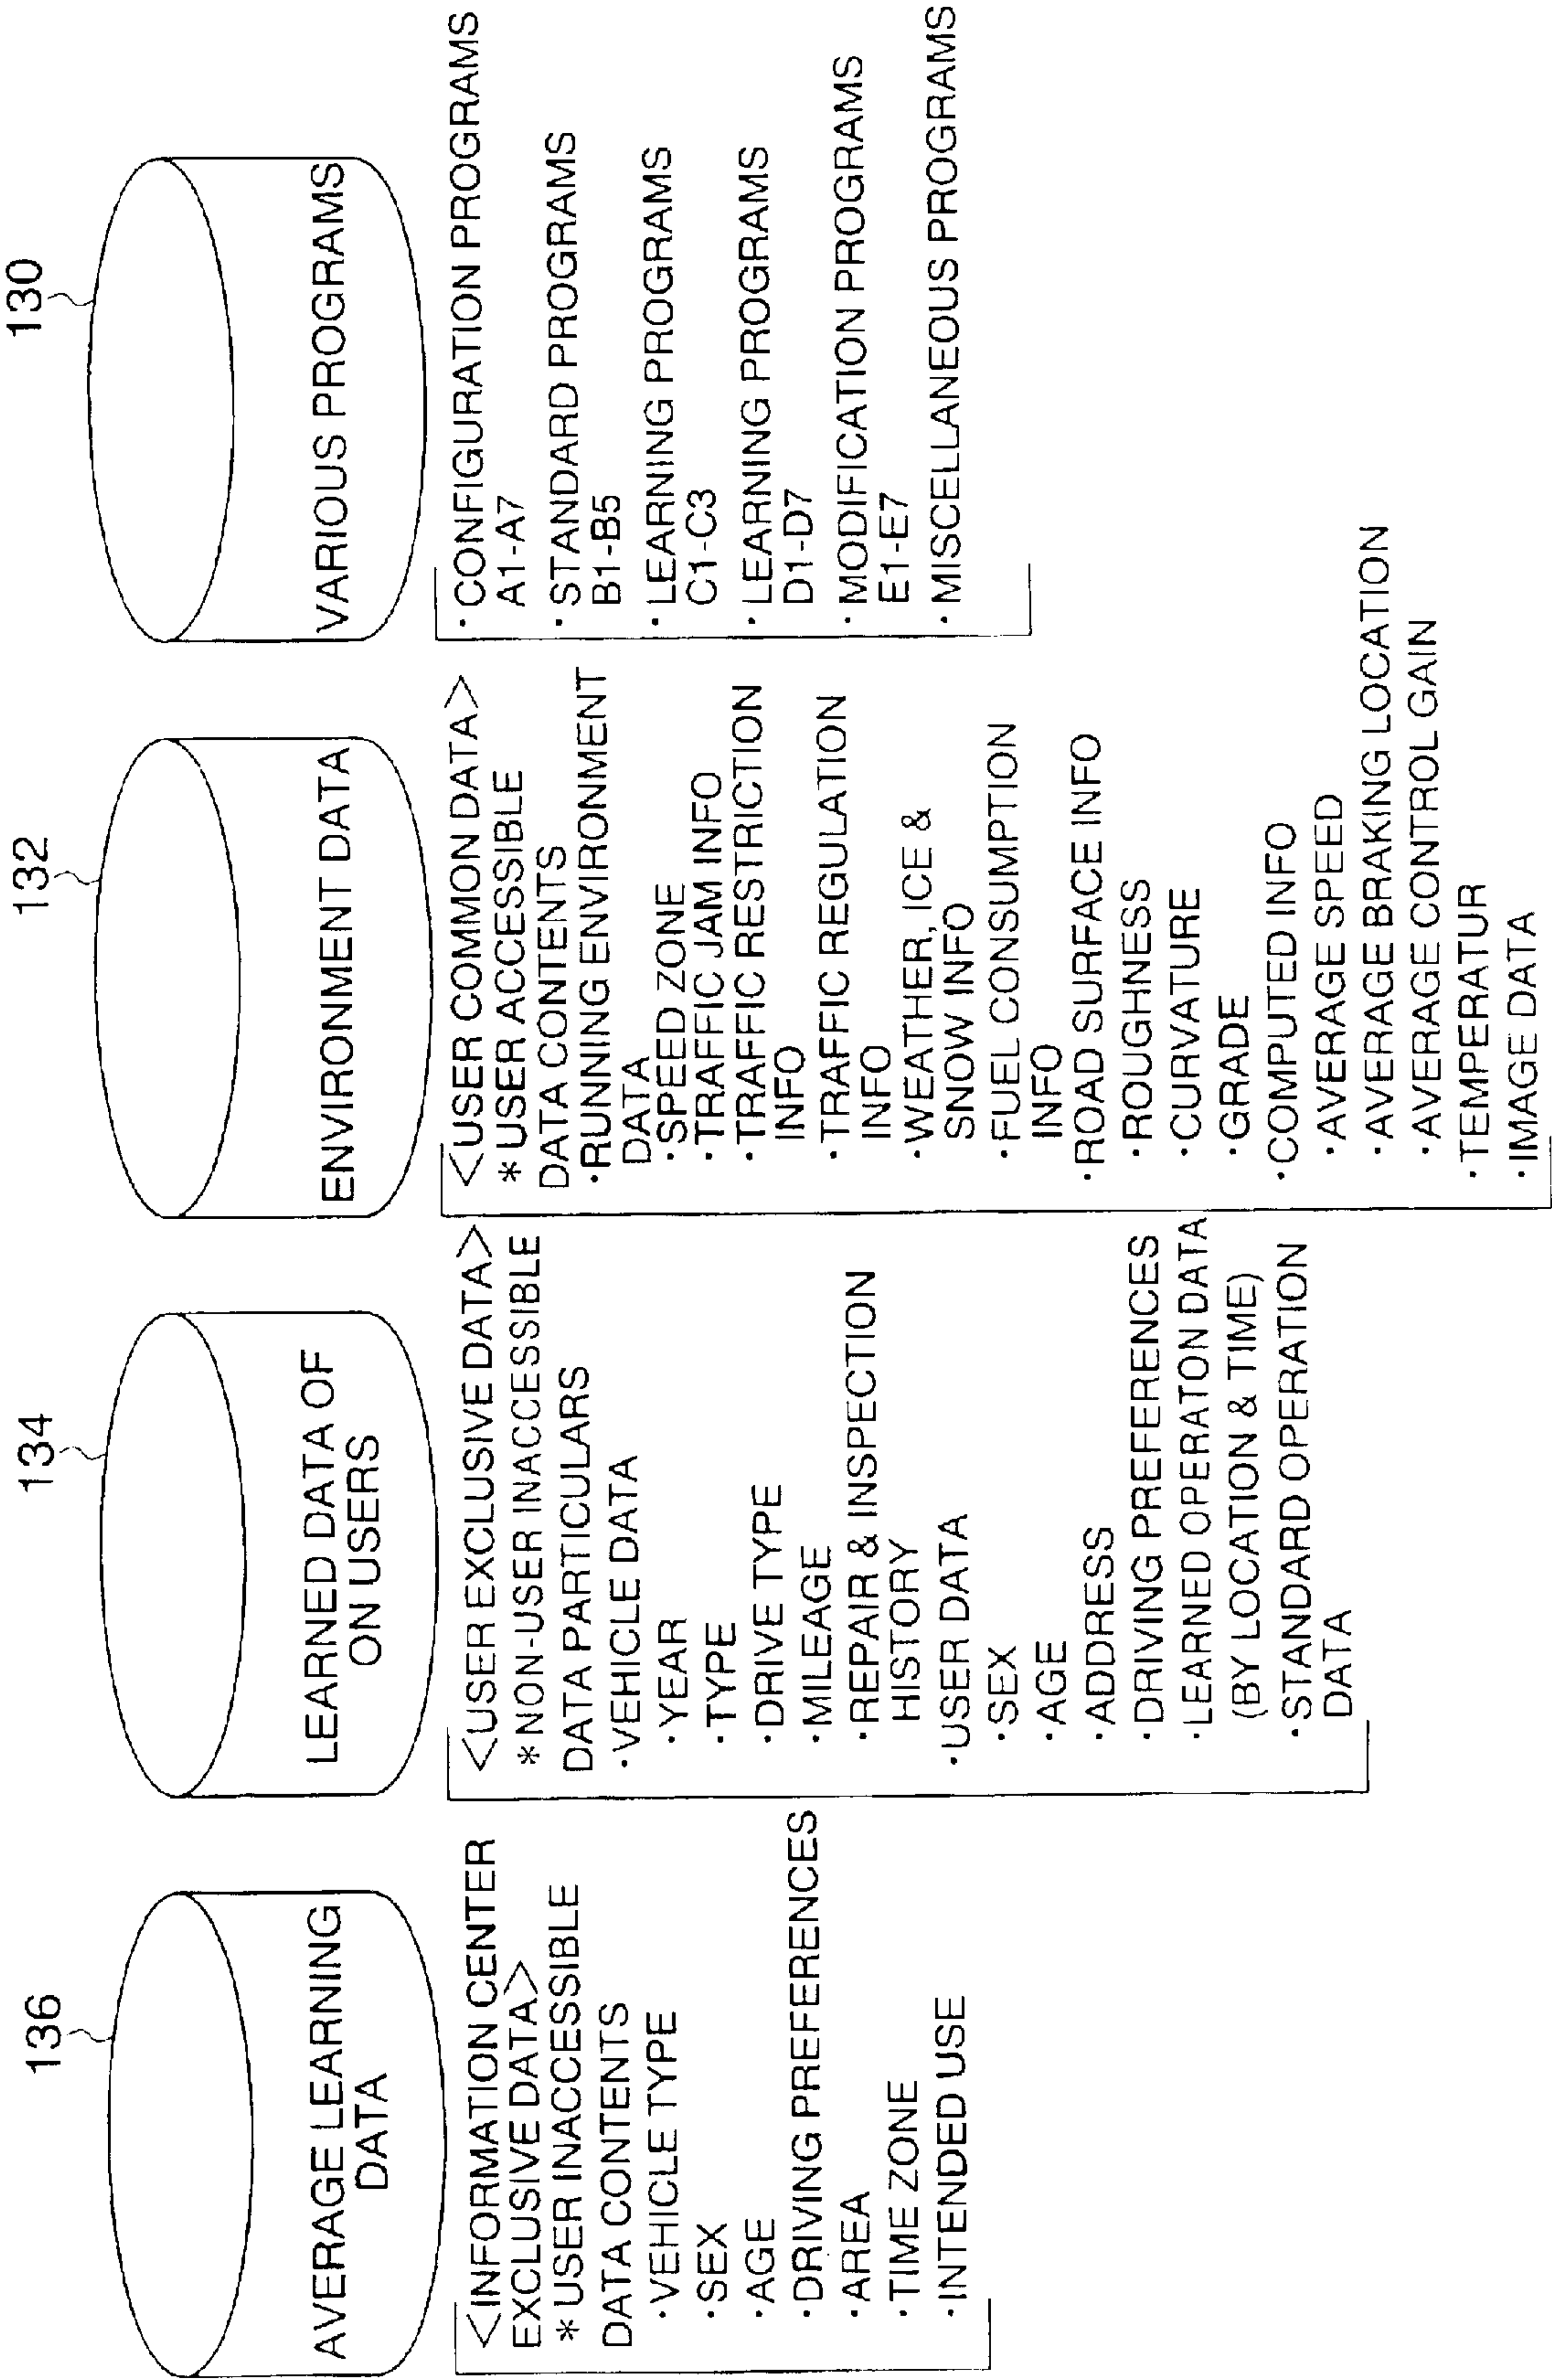 136
AVERAGE LEARNING
DATA
<INFORMATION CENTER
EXCLUSIVE DATA>
* USER INACCESSIBLE
DATA CONTENTS
·VEHICLE TYPE
·SEX
·AGE
·DRIVING PREFERENCES
·AREA
·TIME ZONE
·INTENDED USE
134
LEARNED DATA OF
ON USERS
<USER EXCLUSIVE DATA>
*NON-USER INACCESSIBLE
DATA PARTICULARS
·VEHICLE DATA
·YEAR
·TYPE
·DRIVE TYPE
·MILEAGE
·REPAIR & INSPECTION
HISTORY
·USER DATA
·SEX
·AGE
·ADDRESS
·DRIVING PREFERENCES
·LEARNED OPERATON DATA
(BY LOCATION & TIME)
·STANDARD OPERATION
DATA
132
ENVIRONMENT DATA
<USER COMMON DATA>
* USER ACCESSIBLE
DATA CONTENTS
·RUNNING ENVIRONMENT
DATA
·SPEED ZONE
·TRAFFIC JAM INFO
·TRAFFIC RESTRICTION
INFO
·TRAFFIC REGULATION
INFO
·WEATHER, ICE &
SNOW INFO
·FUEL CONSUMPTION
INFO
·ROAD SURFACE INFO
·ROUGHNESS
·CURVATURE
·GRADE
·COMPUTED INFO
·AVERAGE SPEED
·AVERAGE BRAKING LOCATION
·AVERAGE CONTROL GAIN
·TEMPERATUR
·IMAGE DATA
130
VARIOUS PROGRAMS
·CONFIGURATION PROGRAMS
A1-A7
·STANDARD PROGRAMS
B1-B5
·LEARNING PROGRAMS
C1-C3
·LEARNING PROGRAMS
D1-D7
·MODIFICATION PROGRAMS
E1-E7
·MISCELLANEOUS PROGRAMS